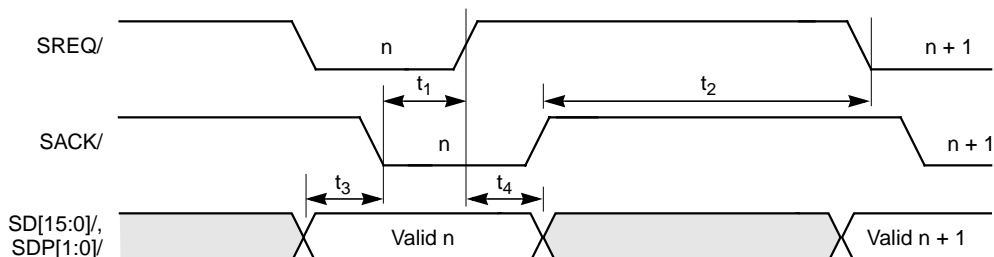 SREQ/
n
n + 1
t1
t2
SACK/
n
n + 1
t3
t4
SD[15:0]/,
SDP[1:0]/
Valid n
Valid n + 1